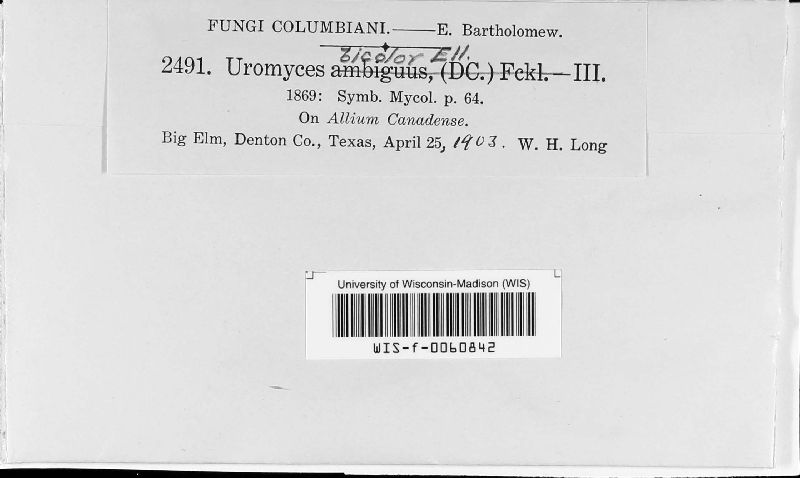 FUNGI COLUMBIANI.——E. Bartholomew.
bicolor Ell.
2491. Uromyces ambiguus, (DC.) Fckl.—III.
1869: Symb. Mycol. p. 64.
On Allium Canadense.
Big Elm, Denton Co., Texas, April 25, 1903. W. H. Long
University of Wisconsin-Madison (WIS)
WIS-f-0060842